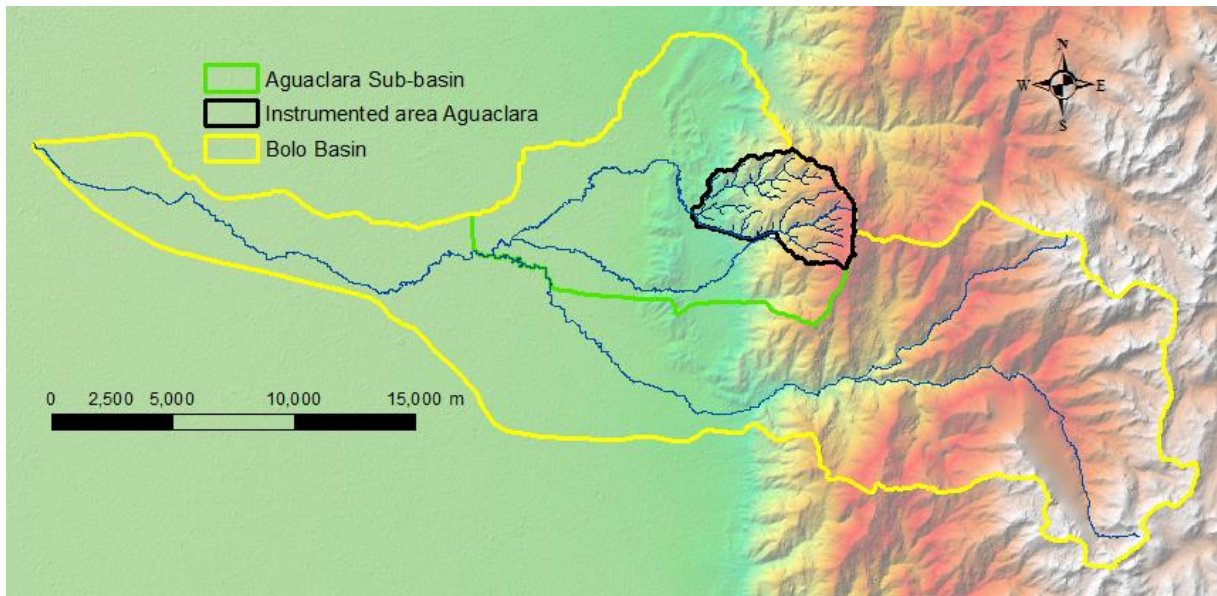 Aguaclara Sub-basin
Instrumented area Aguaclara
Bolo Basin
N
W E
S
0 2,500 5,000 10,000 15,000 m